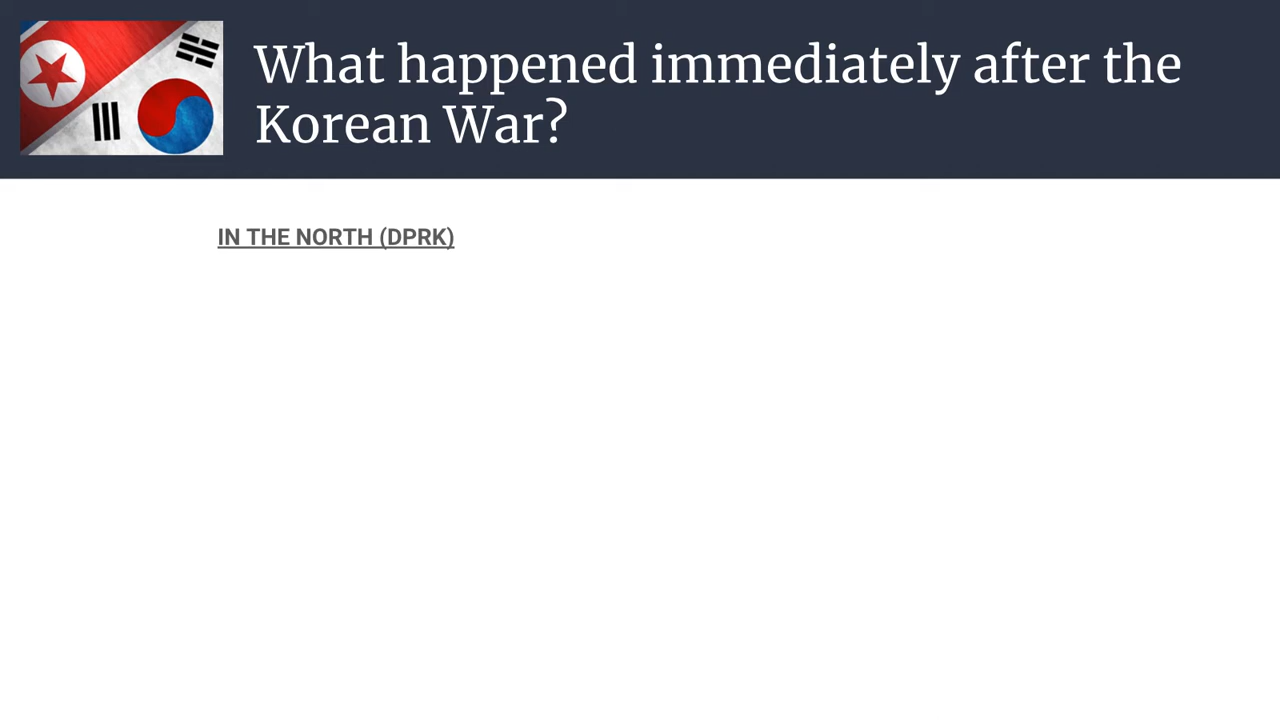 What happened immediately after the
Korean War?
IN THE NORTH (DPRK)